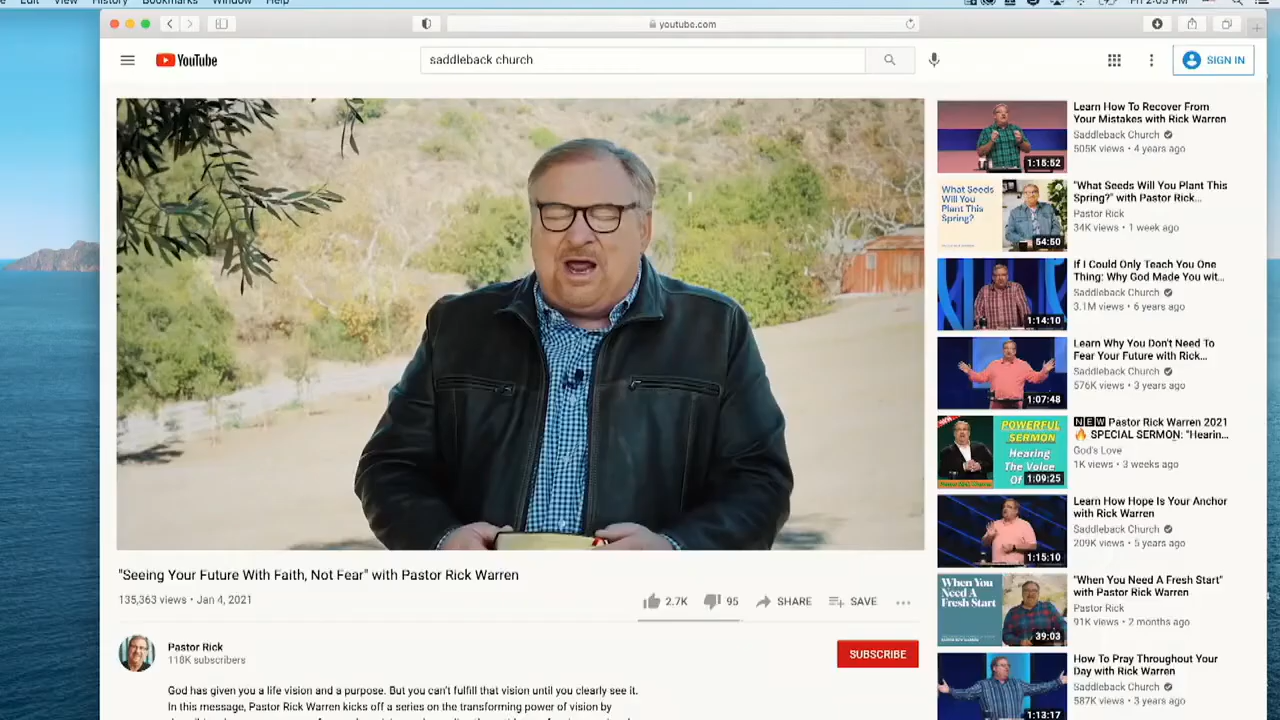 Edit View History Bookmarks Window Help
Fri 2:03 PM
youtube.com
YouTube
saddleback church
SIGN IN
"Seeing Your Future With Faith, Not Fear" with Pastor Rick Warren
135,363 views • Jan 4, 2021
2.7K 95 SHARE SAVE
Pastor Rick
118K subscribers
SUBSCRIBE
God has given you a life vision and a purpose. But you can't fulfill that vision until you clearly see it.
In this message, Pastor Rick Warren kicks off a series on the transforming power of vision by
1:15:52
Learn How To Recover From
Your Mistakes with Rick Warren
Saddleback Church
505K views • 4 years ago
What Seeds
Will You
Plant This
Spring?
54:50
"What Seeds Will You Plant This
Spring?" with Pastor Rick...
Pastor Rick
34K views • 1 week ago
1:14:10
If I Could Only Teach You One
Thing: Why God Made You wit...
Saddleback Church
3.1M views • 6 years ago
1:07:48
Learn Why You Don't Need To
Fear Your Future with Rick...
Saddleback Church
576K views • 3 years ago
POWERFUL
SERMON
Hearing
The Voice
Of
1:09:25
NEW Pastor Rick Warren 2021
🔥 SPECIAL SERMON: "Hearin...
God's Love
1K views • 3 weeks ago
1:15:10
Learn How Hope Is Your Anchor
with Rick Warren
Saddleback Church
209K views • 5 years ago
When You
Need A
Fresh Start
39:03
"When You Need A Fresh Start"
with Pastor Rick Warren
Pastor Rick
91K views • 2 months ago
1:13:17
How To Pray Throughout Your
Day with Rick Warren
Saddleback Church
587K views • 3 years ago